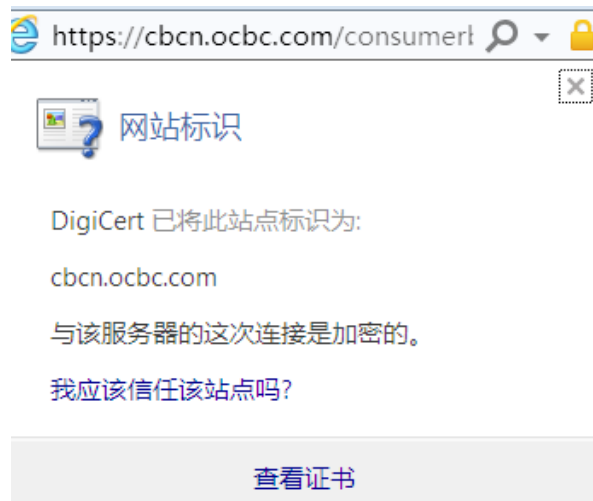 https://cbcn.ocbc.com/consumerl
网站标识
DigiCert 已将此站点标识为:
cbcn.ocbc.com
与该服务器的这次连接是加密的。
我应该信任该站点吗?
查看证书